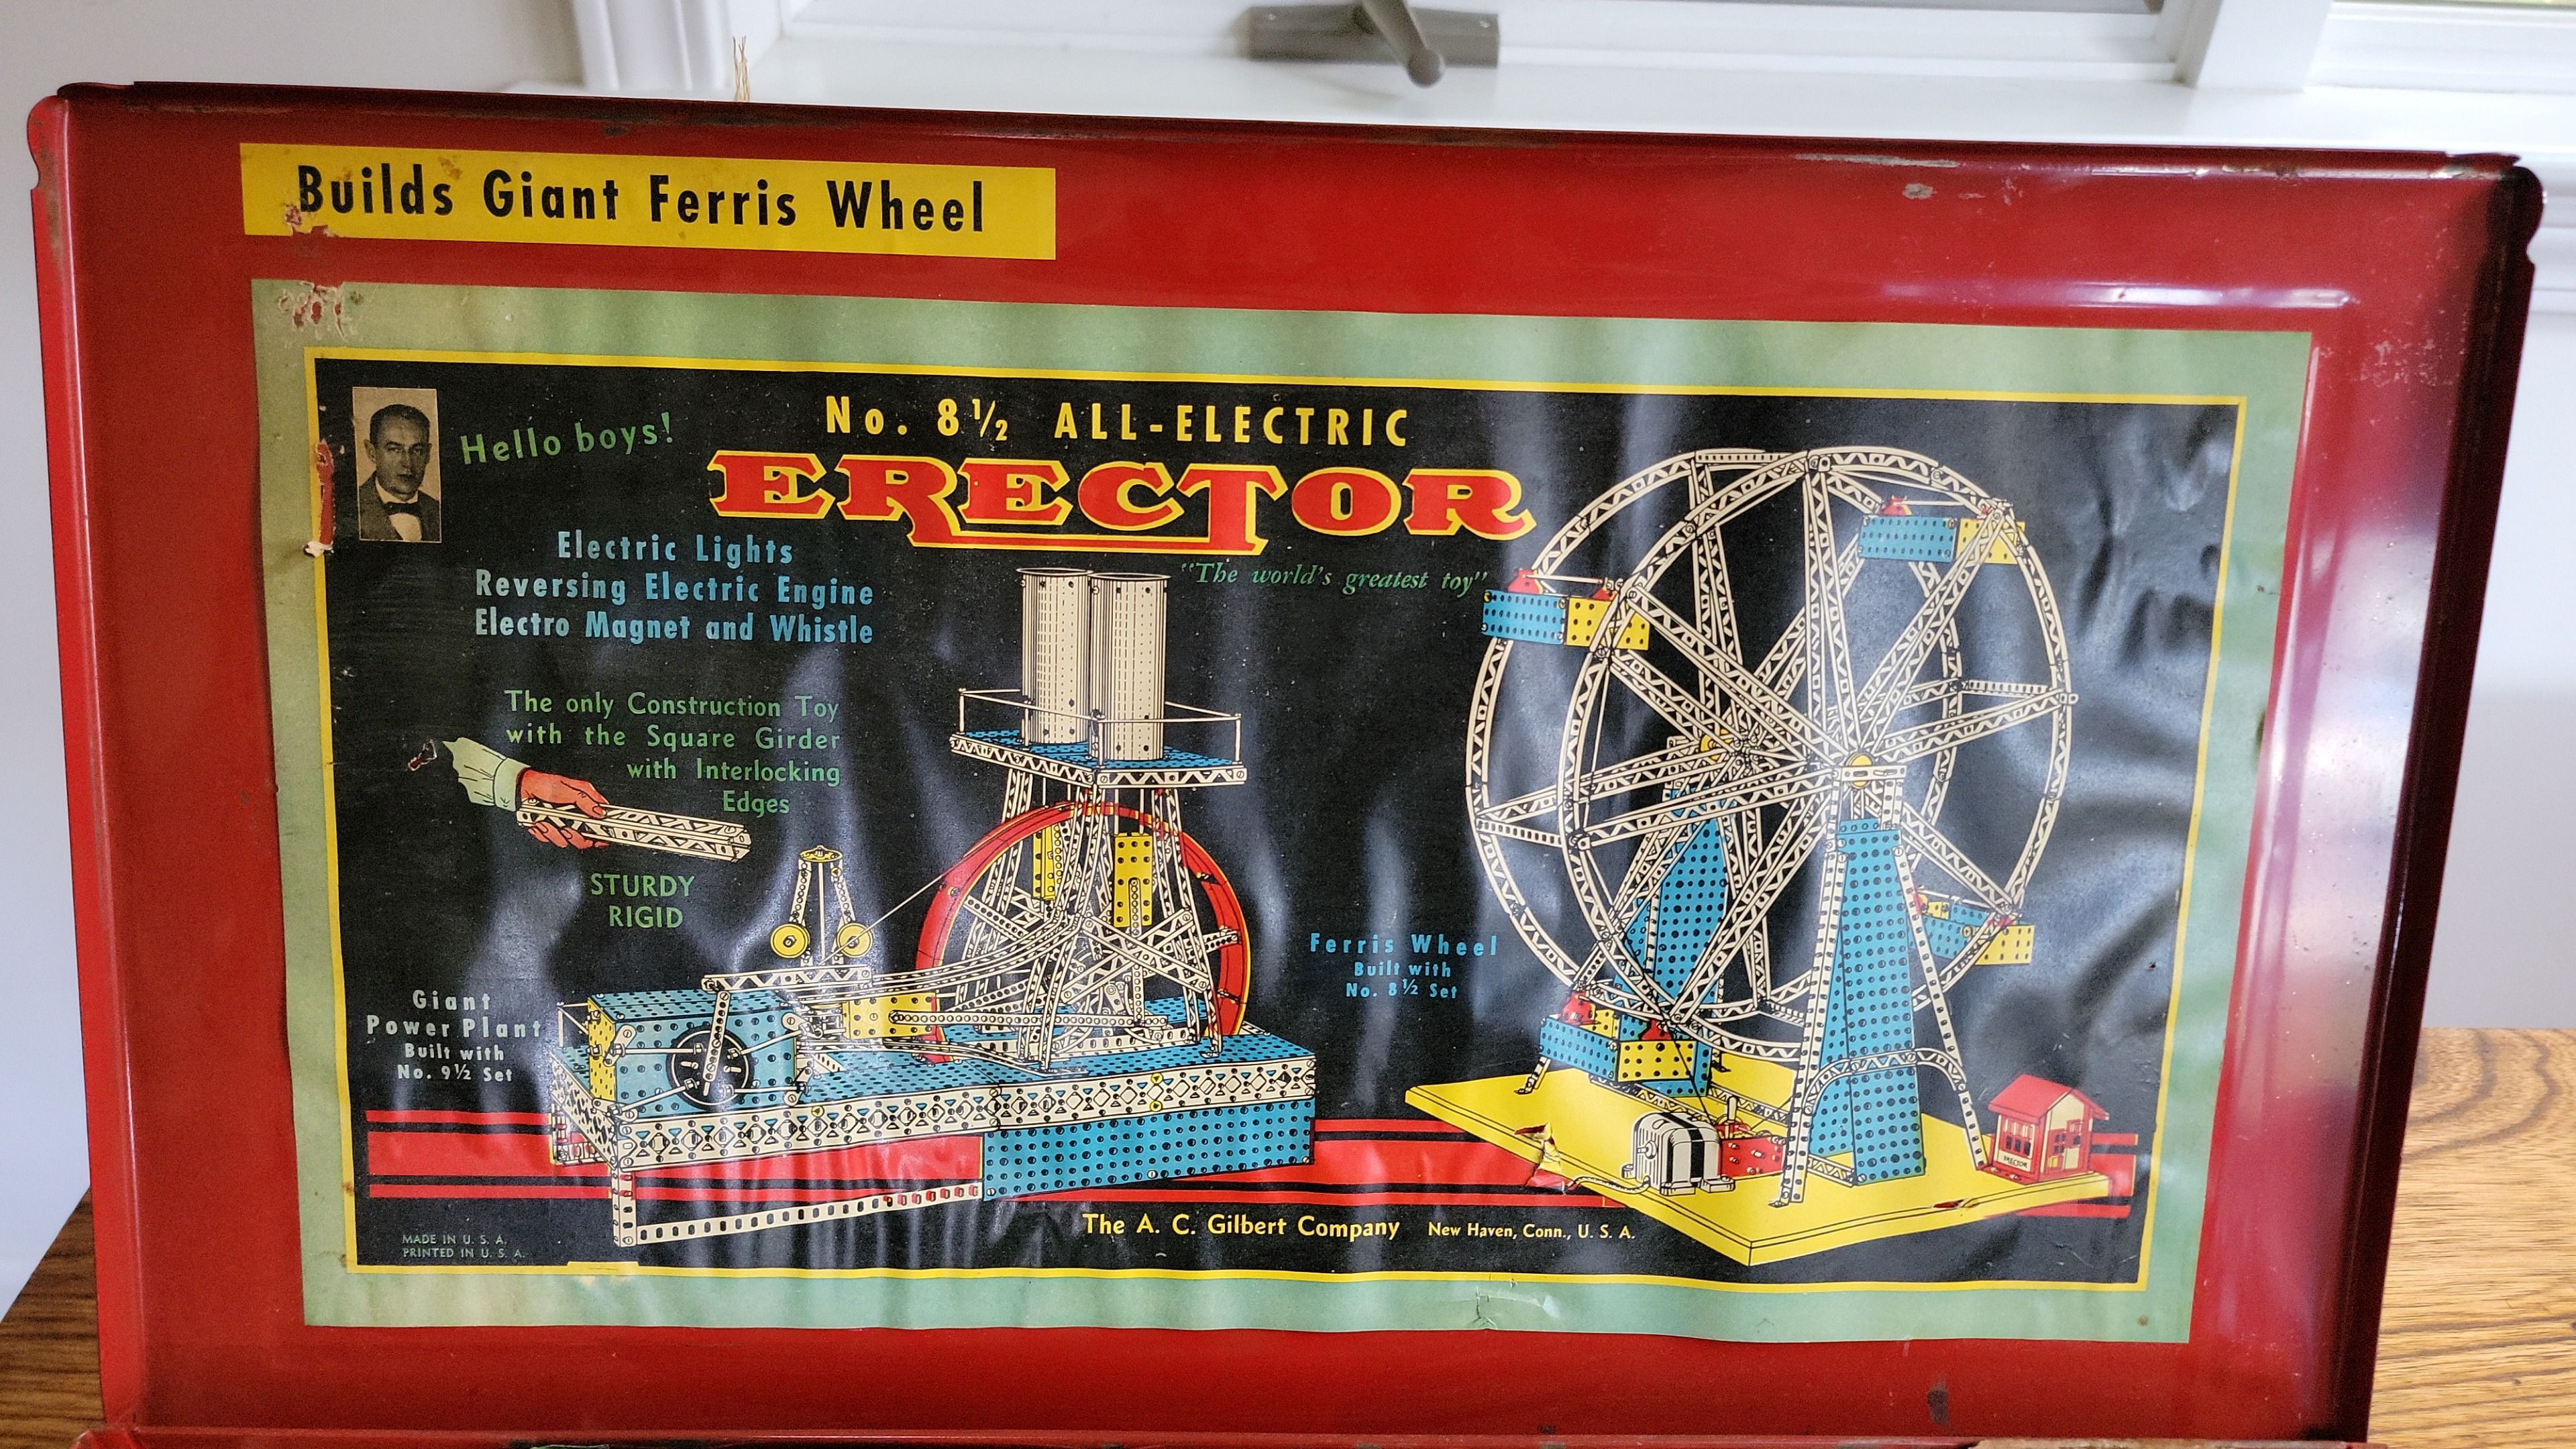 Builds Giant Ferris Wheel
Hello boys!
No. 8½ ALL-ELECTRIC
ERECTOR
"The world's greatest toy"
Electric Lights
Reversing Electric Engine
Electro Magnet and Whistle
The only Construction Toy
with the Square Girder
with Interlocking
Edges
STURDY
RIGID
Giant
Power Plant
Built with
No. 9½ Set
Ferris Wheel
Built with
No. 8½ Set
ERECTOR
The A. C. Gilbert Company New Haven, Conn., U. S. A.
MADE IN U. S. A.
PRINTED IN U. S. A.